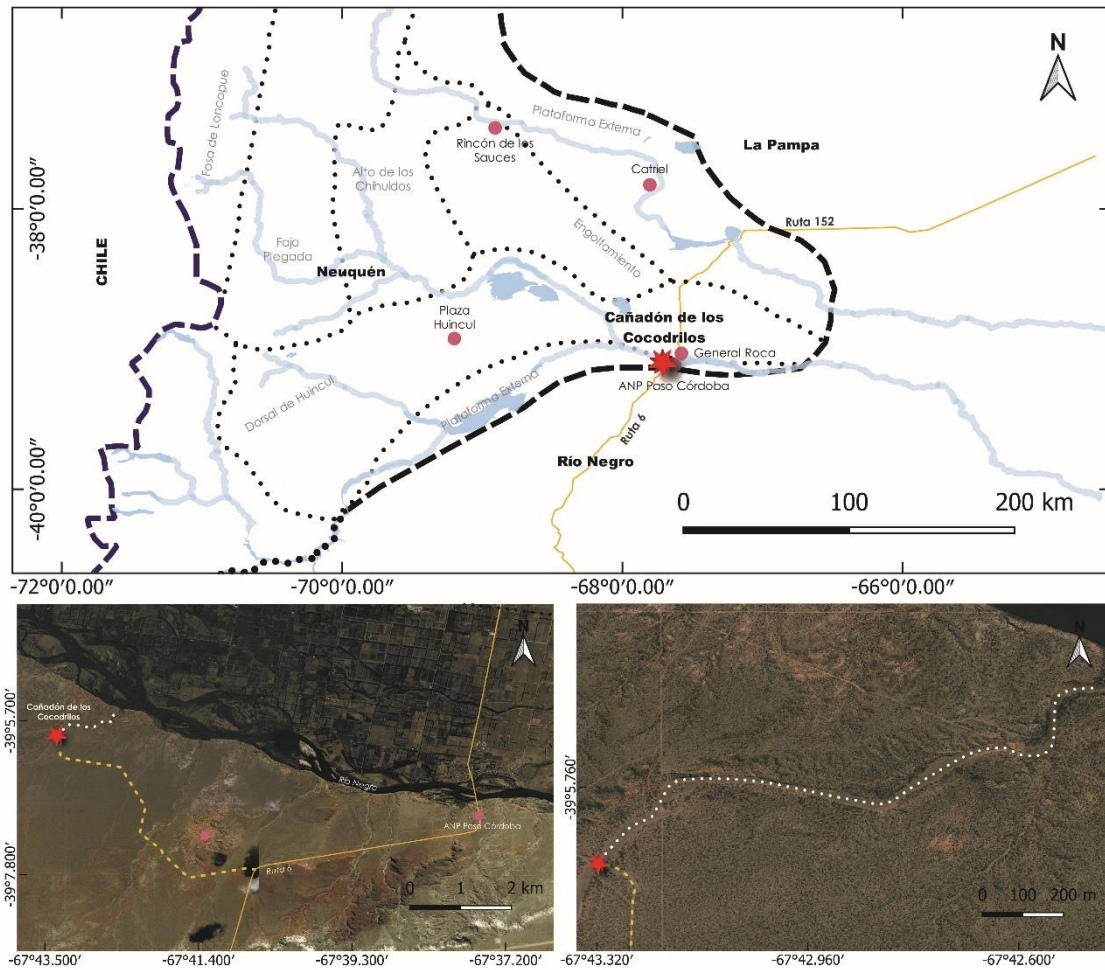 N
Fosa de Loncopue
Plataforma Externa
La Pampa
Rincón de los
Sauces
Catriel
Alto de los
Chihuidos
-38°0'0.00"
Ruta 152
CHILE
Faja
Plegada
Neuquén
Engolfamiento
Plaza
Huincul
Cañadón de los
Cocodrilos
General Roca
ANP Paso Córdoba
Dorsal de Huincul
Plataforma Externa
Ruta 6
Río Negro
-40°0'0.00"
0
100
200 km
-72°0'0.00"
-70°0'0.00"
-68°0'0.00"
-66°0'0.00"
N
-39°5.700'
Cañadón de los
Cocodrilos
Río Negro
ANP Paso Córdoba
Ruta 6
-39°7.800'
0
1
2 km
-67°43.500'
-67°41.400'
-67°39.300'
-67°37.200'
N
-39°5.760'
0
100
200 m
-67°43.320'
-67°42.960'
-67°42.600'